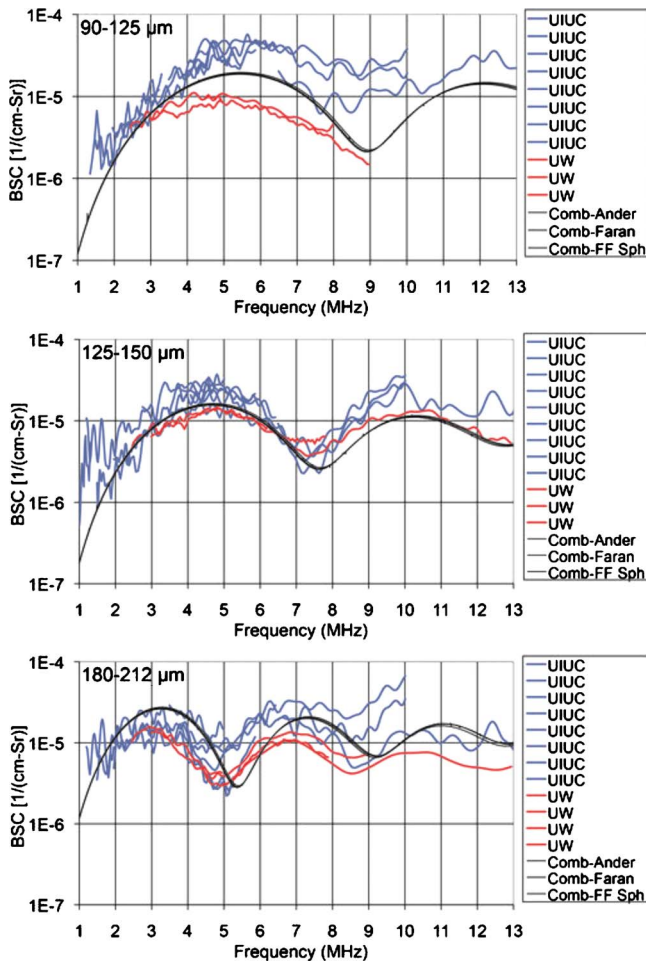 90-125 µm
BSC [1/(cm-Sr)]
1E-4
1E-5
1E-6
1E-7
1 2 3 4 5 6 7 8 9 10 11 12 13
Frequency (MHz)
UIUC
UIUC
UIUC
UIUC
UIUC
UIUC
UIUC
UIUC
UW
UW
UW
Comb-Ander
Comb-Faran
Comb-FF Sph
125-150 µm
BSC [1/(cm-Sr)]
1E-4
1E-5
1E-6
1E-7
1 2 3 4 5 6 7 8 9 10 11 12 13
Frequency (MHz)
UIUC
UIUC
UIUC
UIUC
UIUC
UIUC
UIUC
UIUC
UIUC
UW
UW
UW
Comb-Ander
Comb-Faran
Comb-FF Sph
180-212 µm
BSC [1/(cm-Sr)]
1E-4
1E-5
1E-6
1E-7
1 2 3 4 5 6 7 8 9 10 11 12 13
Frequency (MHz)
UIUC
UIUC
UIUC
UIUC
UIUC
UIUC
UIUC
UIUC
UW
UW
UW
UW
Comb-Ander
Comb-Faran
Comb-FF Sph